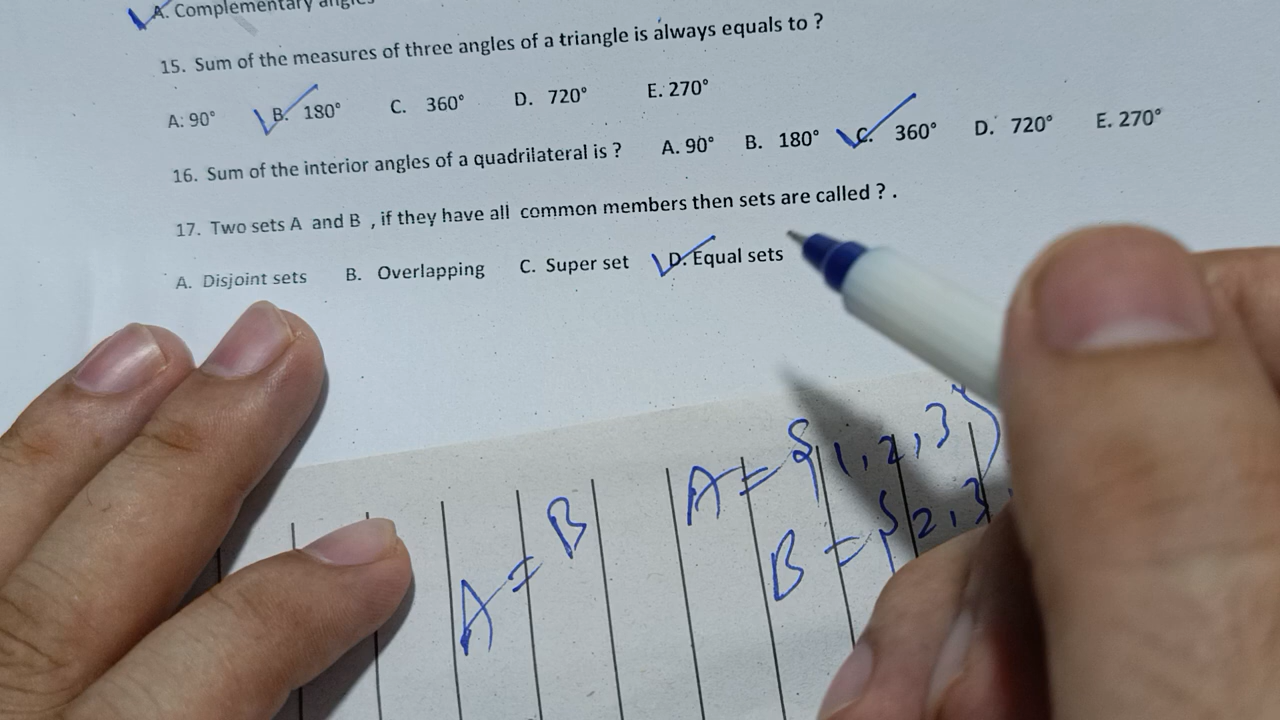 A. Complementary angles
15. Sum of the measures of three angles of a triangle is always equals to ?
A: 90° B. 180° C. 360° D. 720° E. 270°
16. Sum of the interior angles of a quadrilateral is ? A. 90° B. 180° C. 360° D. 720° E. 270°
17. Two sets A and B , if they have all common members then sets are called ? .
A. Disjoint sets B. Overlapping C. Super set D. Equal sets
A = {1, 2, 3}
A = B
B = {2, 3,